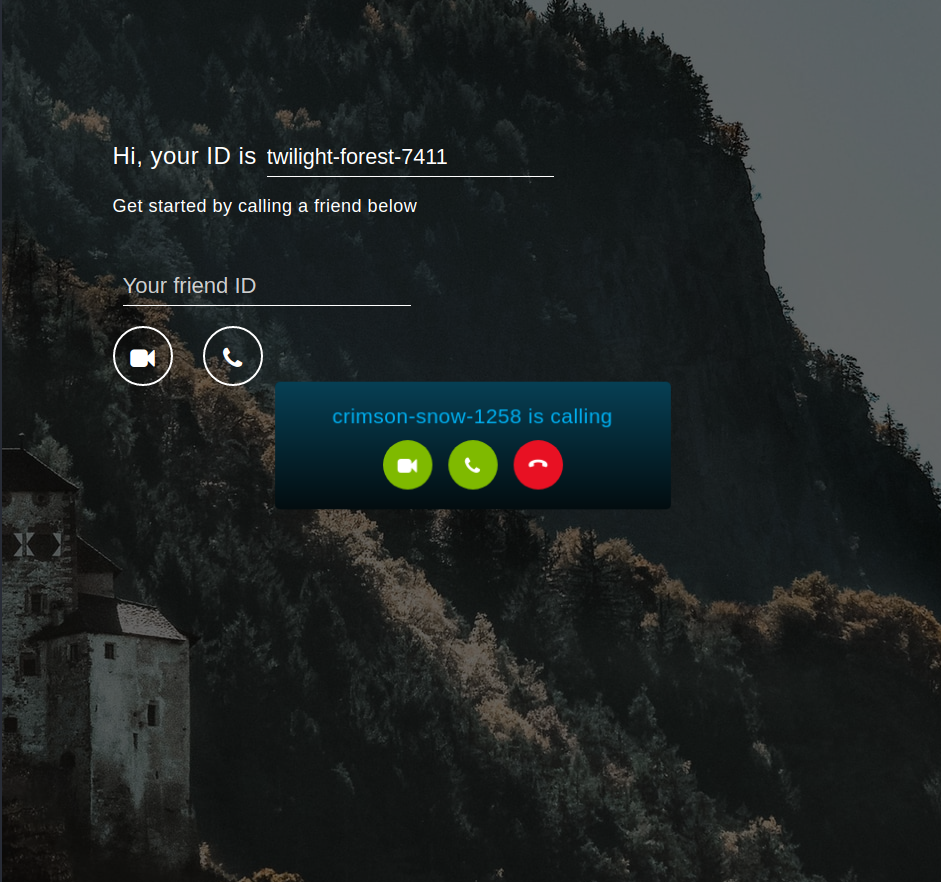 Hi, your ID is twilight-forest-7411
Get started by calling a friend below
Your friend ID
crimson-snow-1258 is calling